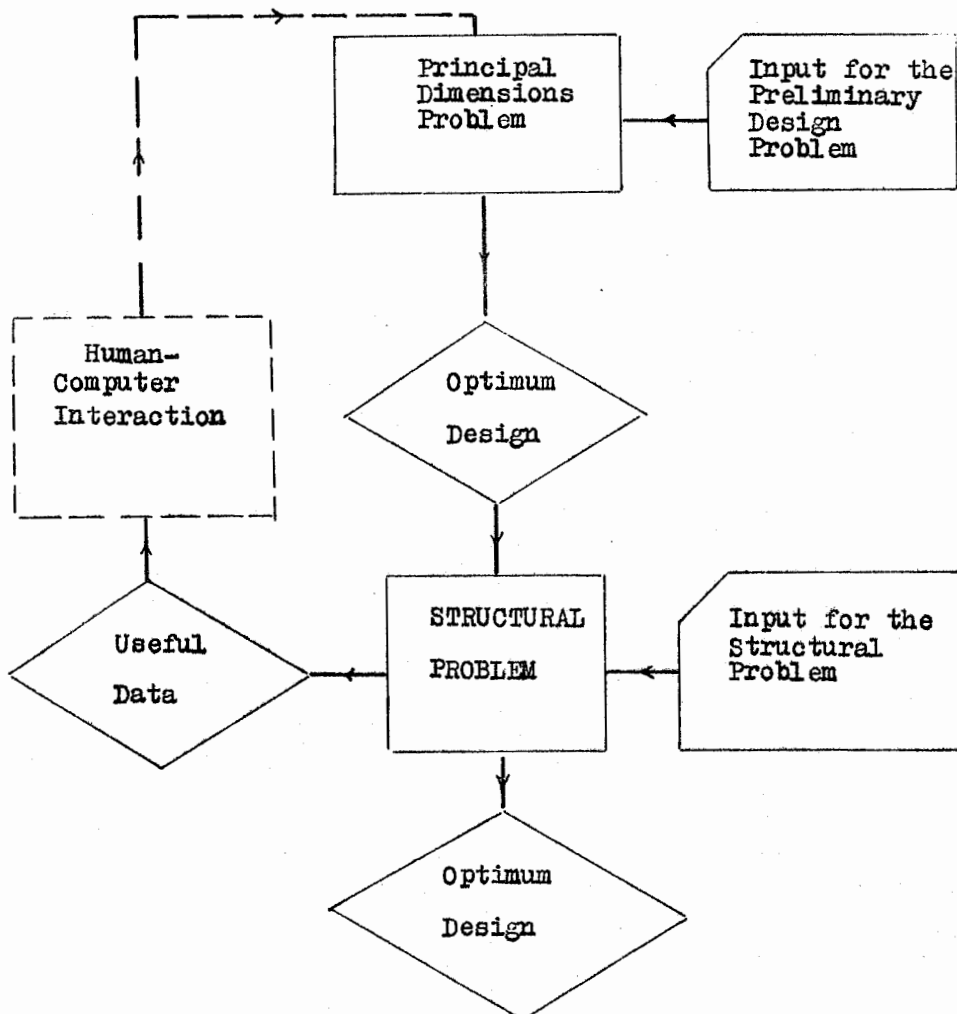 Principal
Dimensions
Problem
Input for the
Preliminary
Design
Problem
Human-
Computer
Interaction
Optimum
Design
STRUCTURAL
PROBLEM
Input for the
Structural
Problem
Useful
Data
Optimum
Design